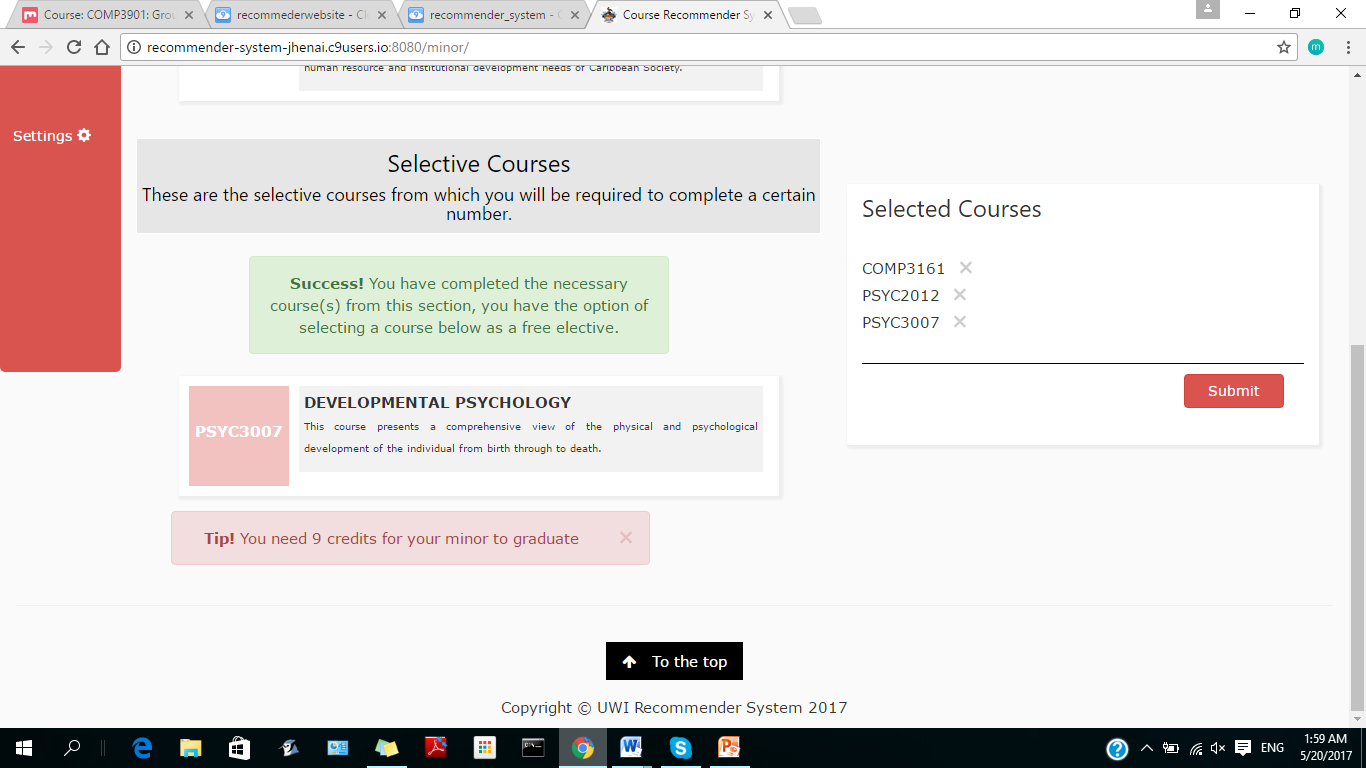 Course: COMP3901: Grou
recommederwebsite - Cl
recommender_system - C
Course Recommender Sy
recommender-system-jhenai.c9users.io:8080/minor/
m
human resource and institutional development needs of Caribbean Society.
Settings
Selective Courses
These are the selective courses from which you will be required to complete a certain
number.
Success! You have completed the necessary
course(s) from this section, you have the option of
selecting a course below as a free elective.
PSYC3007
DEVELOPMENTAL PSYCHOLOGY
This course presents a comprehensive view of the physical and psychological
development of the individual from birth through to death.
Tip! You need 9 credits for your minor to graduate
Selected Courses
COMP3161
PSYC2012
PSYC3007
Submit
To the top
Copyright © UWI Recommender System 2017
ENG
1:59 AM
5/20/2017